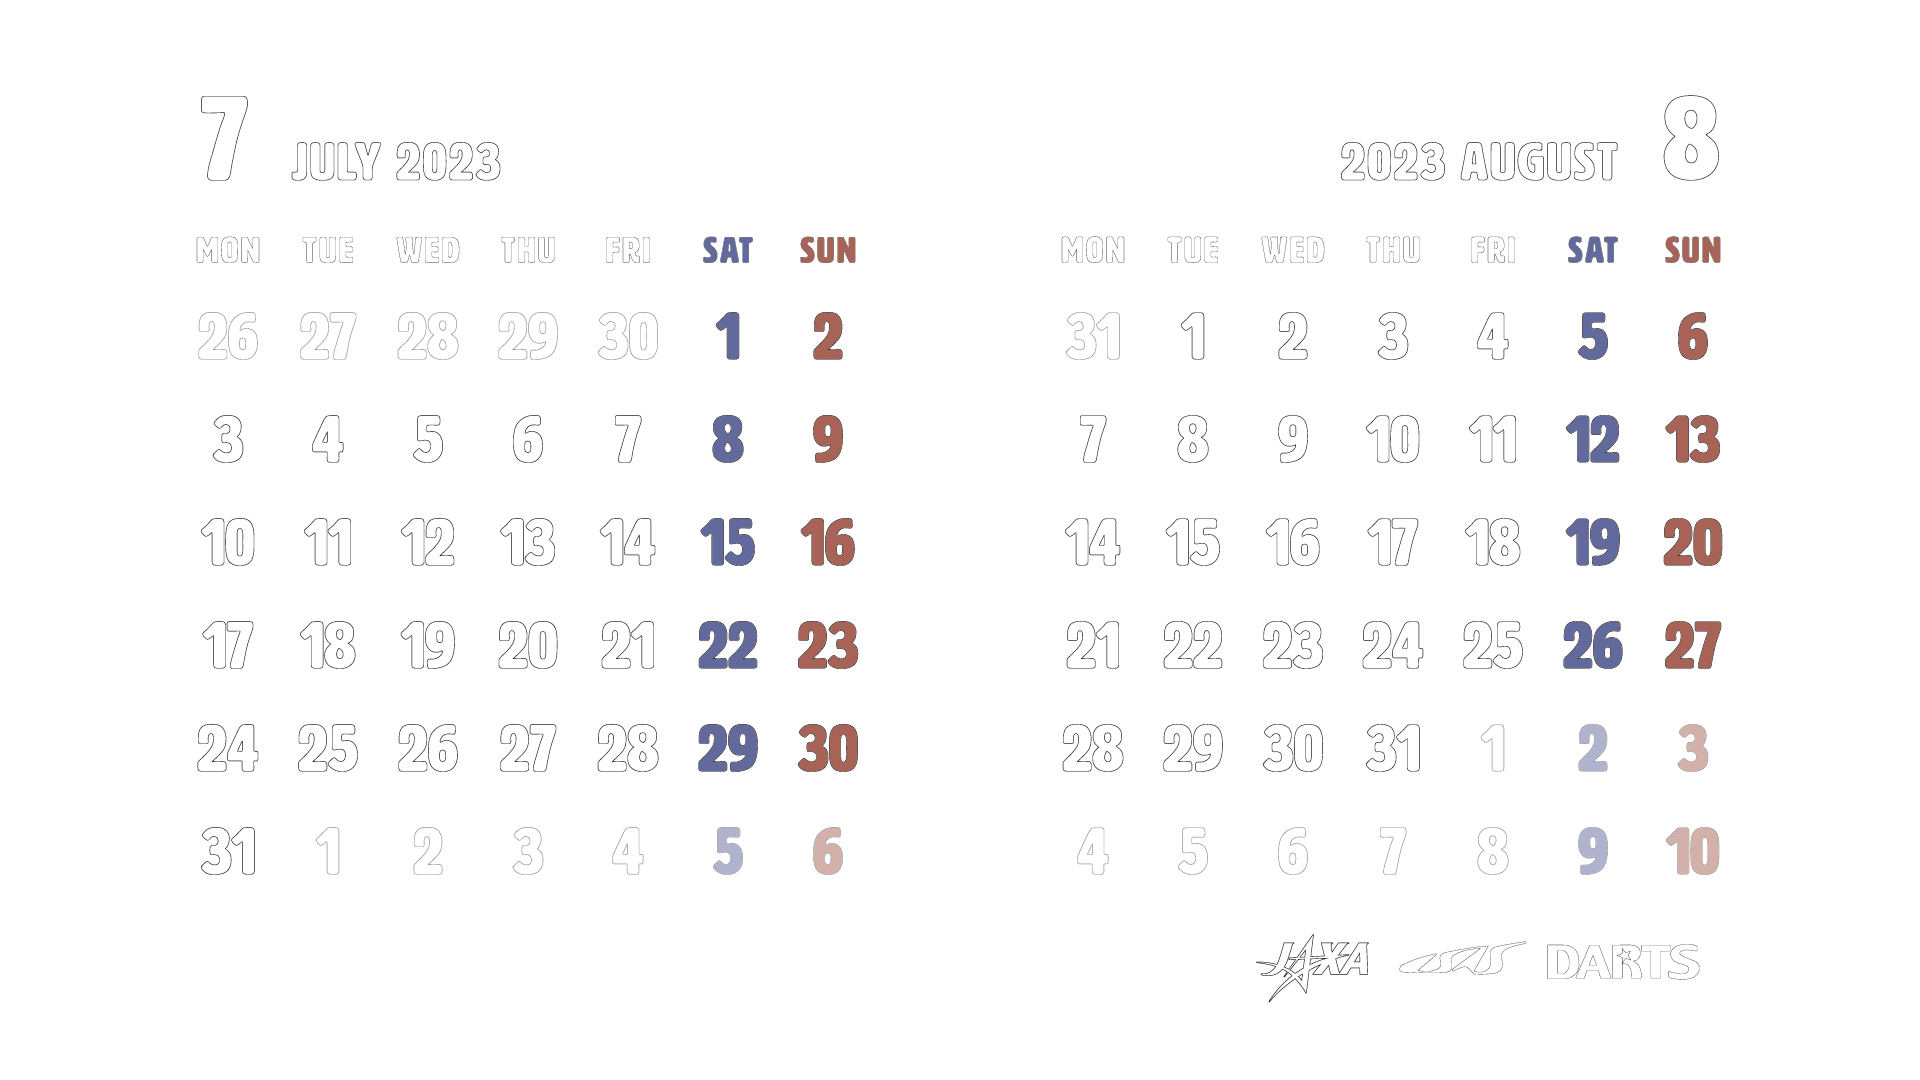 7 JULY 2023
MON TUE WED THU FRI SAT SUN
26 27 28 29 30 1 2
3 4 5 6 7 8 9
10 11 12 13 14 15 16
17 18 19 20 21 22 23
24 25 26 27 28 29 30
31 1 2 3 4 5 6
2023 AUGUST 8
MON TUE WED THU FRI SAT SUN
31 1 2 3 4 5 6
7 8 9 10 11 12 13
14 15 16 17 18 19 20
21 22 23 24 25 26 27
28 29 30 31 1 2 3
4 5 6 7 8 9 10
JAXA ISAS DARTS